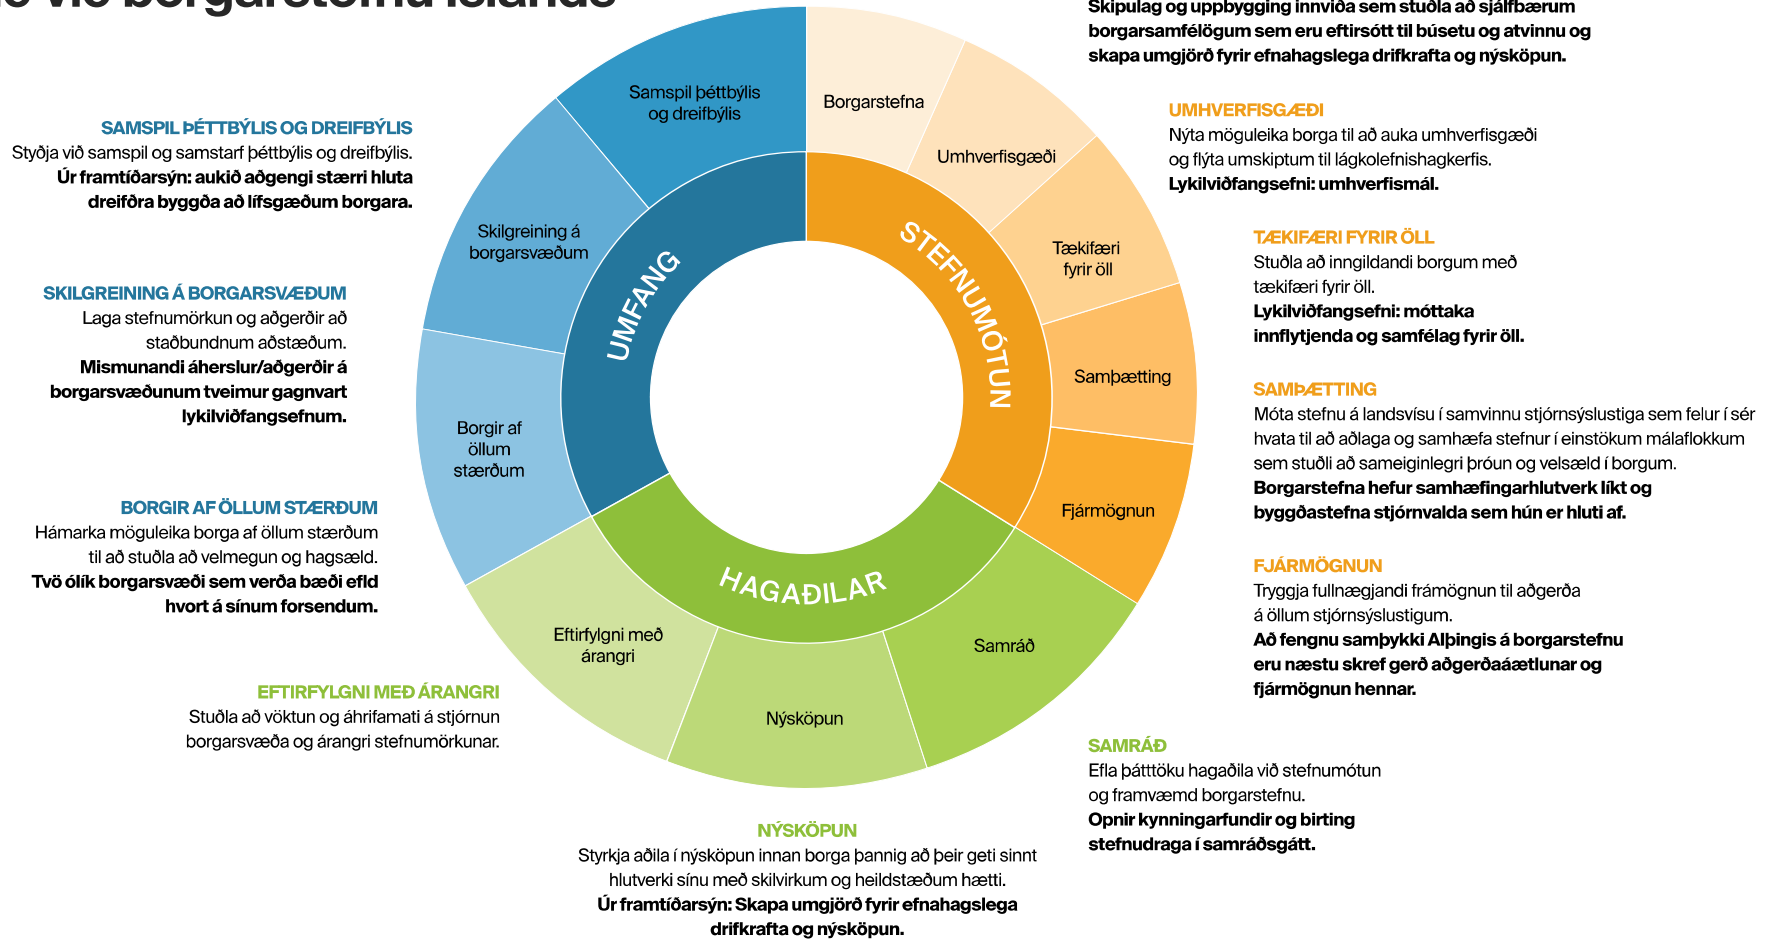 við borgarstefnu Íslands
Skipulag og uppbygging innviða sem stuðla að sjálfbærum
borgarsamfélögum sem eru eftirsótt til búsetu og atvinnu og
skapa umgjörð fyrir efnahagslega drifkrafta og nýsköpun.
UMHVERFISGÆÐI
Nýta möguleika borga til að auka umhverfisgæði
og flýta umskiptum til lágkolefnishagkerfis.
Lykilviðfangsefni: umhverfismál.
TÆKIFÆRI FYRIR ÖLL
Stuðla að inngildandi borgum með
tækifæri fyrir öll.
Lykilviðfangsefni: móttaka
innflytjenda og samfélag fyrir öll.
SAMÞÆTTING
Móta stefnu á landsvísu í samvinnu stjórnsýslustiga sem felur í sér
hvata til að aðlaga og samhæfa stefnur í einstökum málaflokkum
sem stuðli að sameiginlegri þróun og velsæld í borgum.
Borgarstefna hefur samhæfingarhlutverk líkt og
byggðastefna stjórnvalda sem hún er hluti af.
FJÁRMÖGNUN
Tryggja fullnægjandi frámögnun til aðgerða
á öllum stjórnsýslustigum.
Að fengnu samþykki Alþingis á borgarstefnu
eru næstu skref gerð aðgerðaáætlunar og
fjármögnun hennar.
SAMRÁÐ
Efla þátttöku hagaðila við stefnumótun
og framvæmd borgarstefnu.
Opnir kynningarfundir og birting
stefnudraga í samráðsgátt.
NÝSKÖPUN
Styrkja aðila í nýsköpun innan borga þannig að þeir geti sinnt
hlutverki sínu með skilvirkum og heildstæðum hætti.
Úr framtíðarsýn: Skapa umgjörð fyrir efnahagslega
drifkrafta og nýsköpun.
EFTIRFYLGNI MEÐ ÁRANGRI
Stuðla að vöktun og áhrifamati á stjórnun
borgarsvæða og árangri stefnumörkunar.
BORGIR AF ÖLLUM STÆRÐUM
Hámarka möguleika borga af öllum stærðum
til að stuðla að velmegun og hagsæld.
Tvö ólík borgarsvæði sem verða bæði efld
hvort á sínum forsendum.
SKILGREINING Á BORGARSVÆÐUM
Laga stefnumörkun og aðgerðir að
staðbundnum aðstæðum.
Mismunandi áherslur/aðgerðir á
borgarsvæðunum tveimur gagnvart
lykilviðfangsefnum.
SAMSPIL ÞÉTTBÝLIS OG DREIFBÝLIS
Styðja við samspil og samstarf þéttbýlis og dreifbýlis.
Úr framtíðarsýn: aukið aðgengi stærri hluta
dreifðra byggða að lífsgæðum borgara.
Borgarstefna
Umhverfisgæði
Tækifæri
fyrir öll
Samþætting
Fjármögnun
Samráð
Nýsköpun
Eftirfylgni með
árangri
Borgir af
öllum
stærðum
Skilgreining á
borgarsvæðum
Samspil þéttbýlis
og dreifbýlis
STEFNUMÓTUN
HAGAÐILAR
UMFANG